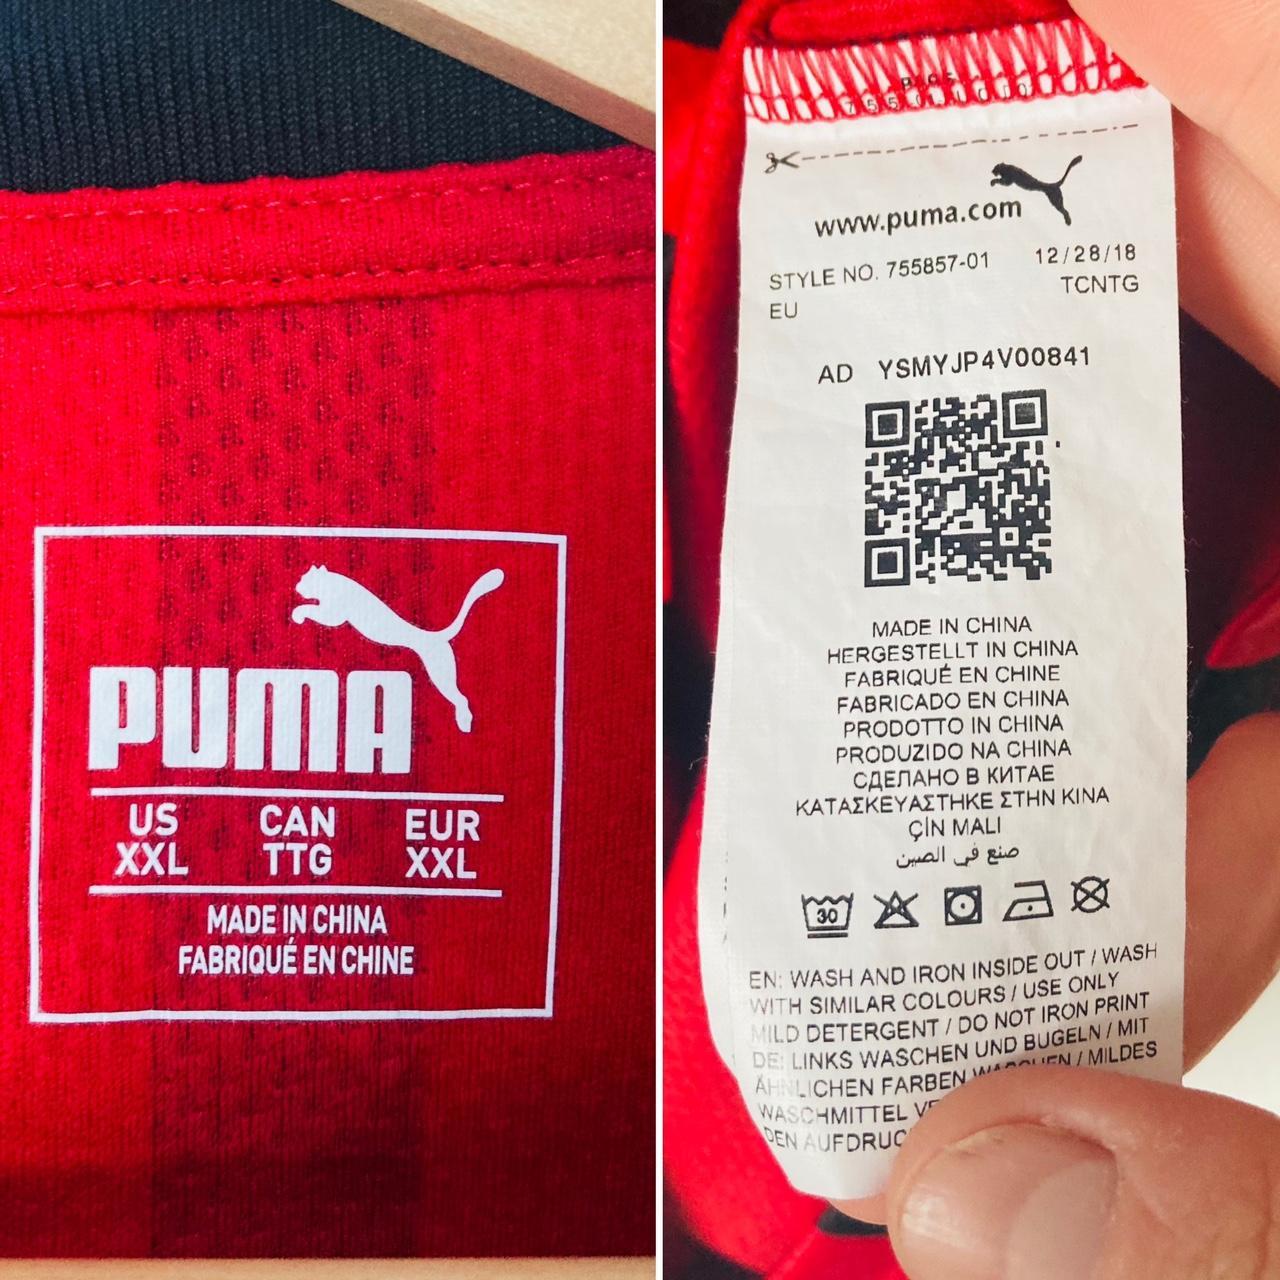 PUMA
US CAN EUR
XXL TTG XXL
MADE IN CHINA
FABRIQUÉ EN CHINE
www.puma.com
STYLE NO. 755857-01 12/28/18
EU TCNTG
AD YSMYJP4V00841
MADE IN CHINA
HERGESTELLT IN CHINA
FABRIQUÉ EN CHINE
FABRICADO EN CHINA
PRODOTTO IN CHINA
PRODUZIDO NA CHINA
СДЕЛАНО В КИТАЕ
ΚΑΤΑΣΚΕΥΑΣΤΗΚΕ ΣΤΗΝ ΚΙΝΑ
ÇİN MALI
صنع في الصين
30
EN: WASH AND IRON INSIDE OUT / WASH
WITH SIMILAR COLOURS / USE ONLY
MILD DETERGENT / DO NOT IRON PRINT
DE: LINKS WASCHEN UND BUGELN / MIT
ÄHNLICHEN FARBEN WASCHEN / MILDES
WASCHMITTEL
DEN